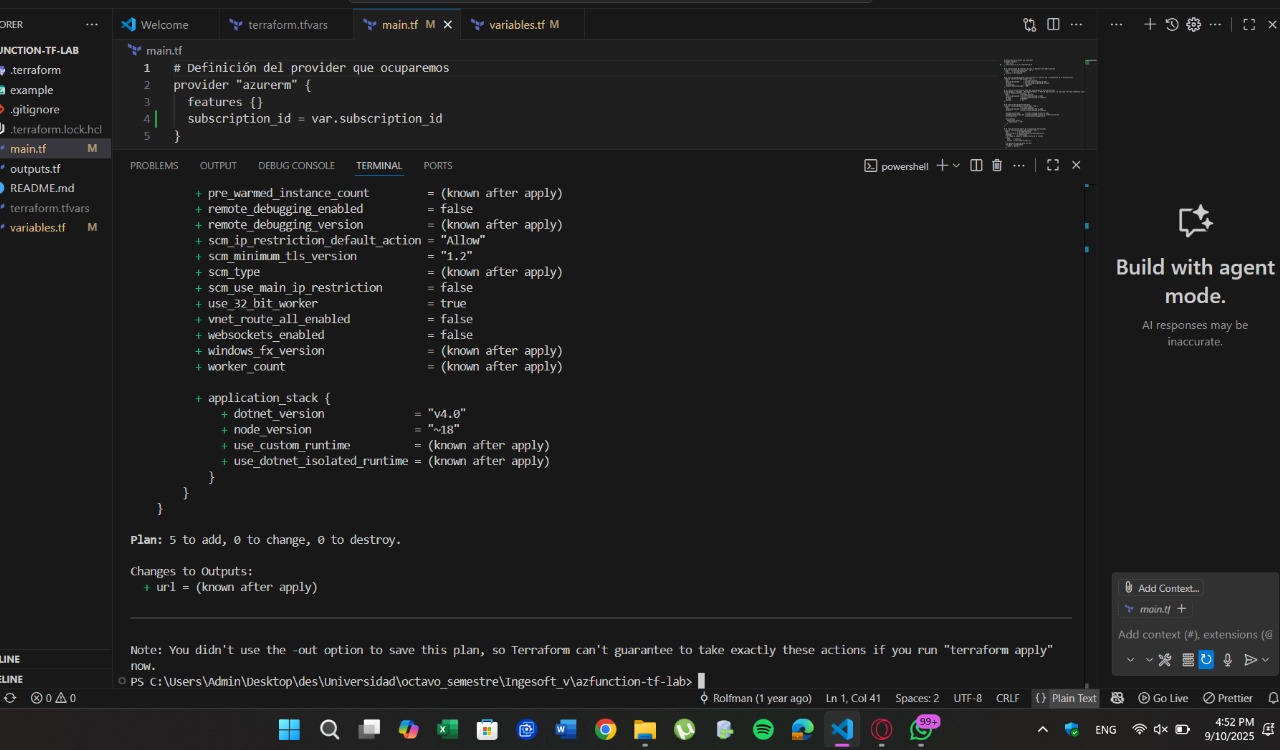 ORER
Welcome
terraform.tfvars
main.tf M
variables.tf M
UNCTION-TF-LAB
.terraform
example
.gitignore
.terraform.lock.hcl
main.tf M
outputs.tf
README.md
terraform.tfvars
variables.tf M
LINE
ELINE
main.tf
1 # Definición del provider que ocuparemos
2 provider "azurerm" {
3 features {}
4 subscription_id = var.subscription_id
5 }
PROBLEMS OUTPUT DEBUG CONSOLE TERMINAL PORTS
powershell
+ pre_warmed_instance_count = (known after apply)
+ remote_debugging_enabled = false
+ remote_debugging_version = (known after apply)
+ scm_ip_restriction_default_action = "Allow"
+ scm_minimum_tls_version = "1.2"
+ scm_type = (known after apply)
+ scm_use_main_ip_restriction = false
+ use_32_bit_worker = true
+ vnet_route_all_enabled = false
+ websockets_enabled = false
+ windows_fx_version = (known after apply)
+ worker_count = (known after apply)
+ application_stack {
+ dotnet_version = "v4.0"
+ node_version = "~18"
+ use_custom_runtime = (known after apply)
+ use_dotnet_isolated_runtime = (known after apply)
}
}
}
Plan: 5 to add, 0 to change, 0 to destroy.
Changes to Outputs:
+ url = (known after apply)
Note: You didn't use the -out option to save this plan, so Terraform can't guarantee to take exactly these actions if you run "terraform apply"
now.
PS C:\Users\Admin\Desktop\des\Universidad\octavo_semestre\Ingesoft_v\azfunction-tf-lab>
Build with agent
mode.
AI responses may be
inaccurate.
Add Context...
main.tf +
Add context (#), extensions (@
0 0
Rolfman (1 year ago) Ln 1, Col 41 Spaces: 2 UTF-8 CRLF {} Plain Text Go Live Prettier
99+
ENG
4:52 PM
9/10/2025